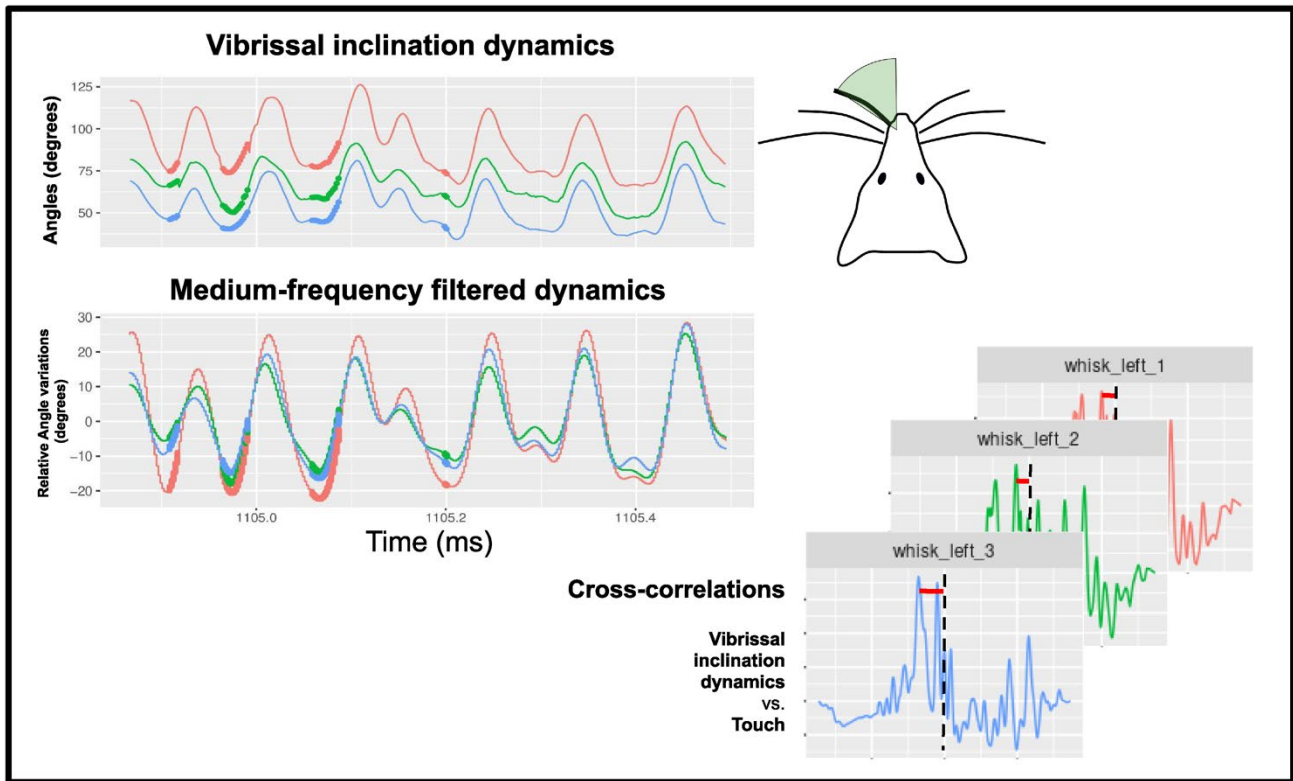 Vibrissal inclination dynamics
Angles (degrees)
125
100
75
50
Medium-frequency filtered dynamics
Relative Angle variations
(degrees)
30
20
10
0
−10
−20
1105.0
1105.2
1105.4
Time (ms)
whisk_left_1
whisk_left_2
whisk_left_3
Cross-correlations
Vibrissal
inclination
dynamics
vs.
Touch